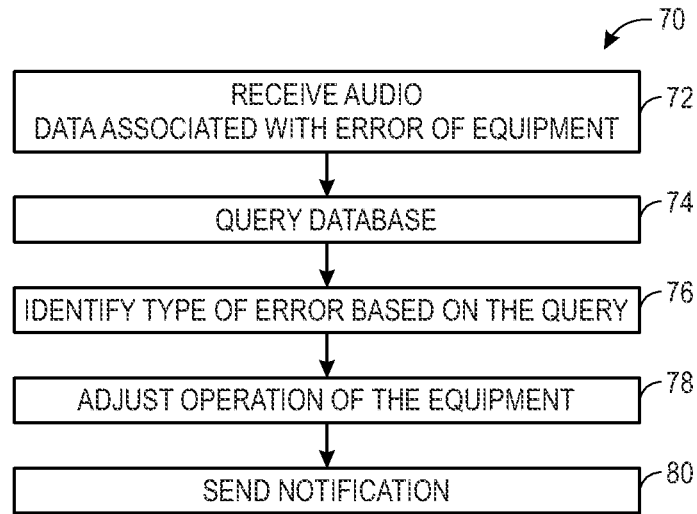 70
RECEIVE AUDIO
DATA ASSOCIATED WITH ERROR OF EQUIPMENT
72
QUERY DATABASE
74
IDENTIFY TYPE OF ERROR BASED ON THE QUERY
76
ADJUST OPERATION OF THE EQUIPMENT
78
SEND NOTIFICATION
80